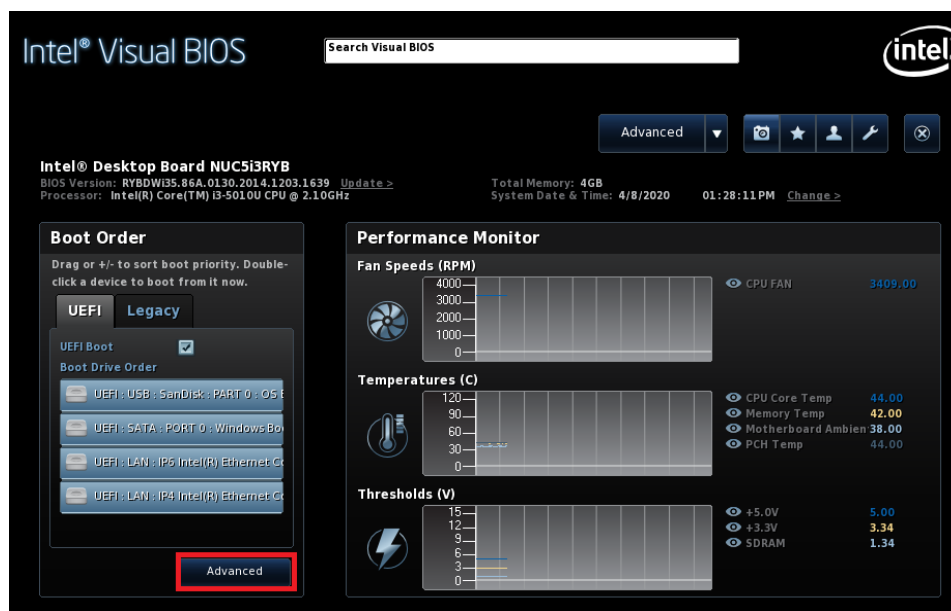 Intel® Visual BIOS
Search Visual BIOS
intel
Advanced
Intel® Desktop Board NUC5i3RYB
BIOS Version: RYBDWi35.86A.0130.2014.1203.1639 Update >
Processor: Intel(R) Core(TM) i3-5010U CPU @ 2.10GHz
Total Memory: 4GB
System Date & Time: 4/8/2020 01:28:11 PM Change >
Boot Order
Drag or +/- to sort boot priority. Double-
click a device to boot from it now.
UEFI Legacy
UEFI Boot
Boot Drive Order
UEFI : USB : SanDisk : PART 0 : OS
UEFI : SATA : PORT 0 : Windows Bo
UEFI : LAN : IP6 Intel(R) Ethernet Co
UEFI : LAN : IP4 Intel(R) Ethernet Co
Advanced
Performance Monitor
Fan Speeds (RPM)
4000
3000
2000
1000
0
CPU FAN 3409.00
Temperatures (C)
120
90
60
30
0
CPU Core Temp 44.00
Memory Temp 42.00
Motherboard Ambien 38.00
PCH Temp 44.00
Thresholds (V)
15
12
9
6
3
0
+5.0V 5.00
+3.3V 3.34
SDRAM 1.34